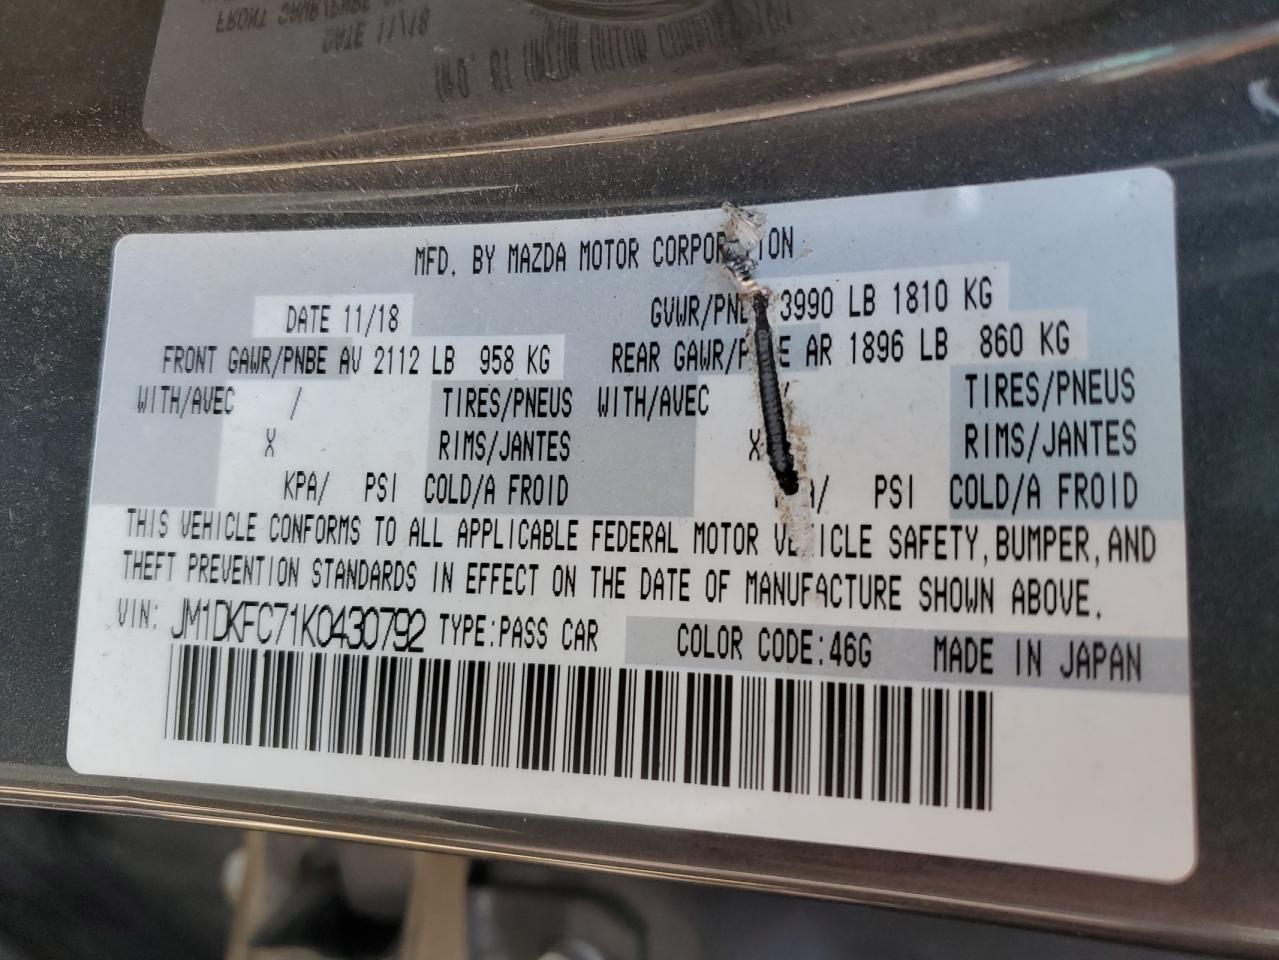 MFD. BY MAZDA MOTOR CORPOR TION
DATE 11/18 GVWR/PN 3990 LB 1810 KG
FRONT GAWR/PNBE AV 2112 LB 958 KG REAR GAWR/P BE AR 1896 LB 860 KG
WITH/AVEC / TIRES/PNEUS WITH/AVEC / TIRES/PNEUS
X RIMS/JANTES X RIMS/JANTES
KPA/ PSI COLD/A FROID / PSI COLD/A FROID
THIS VEHICLE CONFORMS TO ALL APPLICABLE FEDERAL MOTOR VE ICLE SAFETY, BUMPER, AND
THEFT PREVENTION STANDARDS IN EFFECT ON THE DATE OF MANUFACTURE SHOWN ABOVE.
VIN: JM1DKFC71K0430792 TYPE:PASS CAR COLOR CODE:46G MADE IN JAPAN